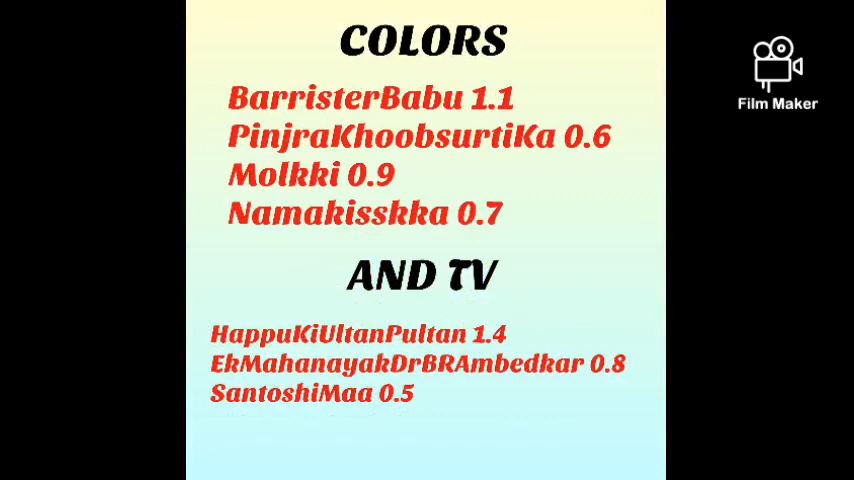 COLORS
BarristerBabu 1.1
PinjraKhoobsurtiKa 0.6
Molkki 0.9
Namakisskka 0.7
AND TV
HappuKiUltanPultan 1.4
EkMahanayakDrBRAmbedkar 0.8
SantoshiMaa 0.5
Film Maker